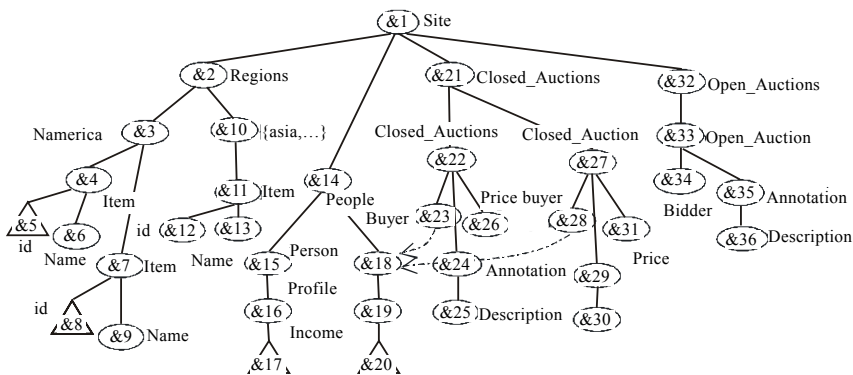 &1 Site
&2 Regions
&21 Closed_Auctions
&32 Open_Auctions
Namerica &3
&10 {asia,…}
Closed_Auctions
Closed_Auction
&33 Open_Auction
&22
&27
&4 Item
&11 Item
&14 People
&34 Bidder
&35 Annotation
&5 id
&6 Name
id &12
&13 Name
Buyer &23
Price buyer
&26
&28
&31 Price
&36 Description
&7 Item
&15 Person
&18
&24 Annotation
&29
Profile
id &8
&9 Name
&16 Income
&19
&25 Description
&30
&17
&20